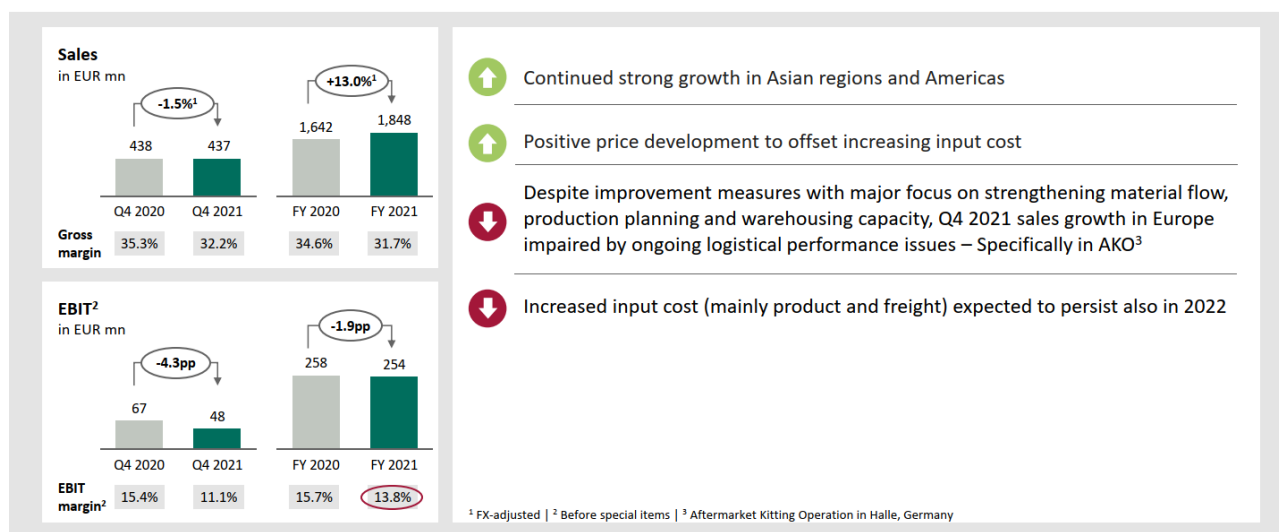 Sales
in EUR mn
-1.5%¹
+13.0%¹
438
437
1,642
1,848
Q4 2020
Q4 2021
FY 2020
FY 2021
Gross
margin
35.3%
32.2%
34.6%
31.7%
EBIT²
in EUR mn
-4.3pp
-1.9pp
67
48
258
254
Q4 2020
Q4 2021
FY 2020
FY 2021
EBIT
margin²
15.4%
11.1%
15.7%
13.8%
Continued strong growth in Asian regions and Americas
Positive price development to offset increasing input cost
Despite improvement measures with major focus on strengthening material flow,
production planning and warehousing capacity, Q4 2021 sales growth in Europe
impaired by ongoing logistical performance issues – Specifically in AKO³
Increased input cost (mainly product and freight) expected to persist also in 2022
¹ FX-adjusted | ² Before special items | ³ Aftermarket Kitting Operation in Halle, Germany